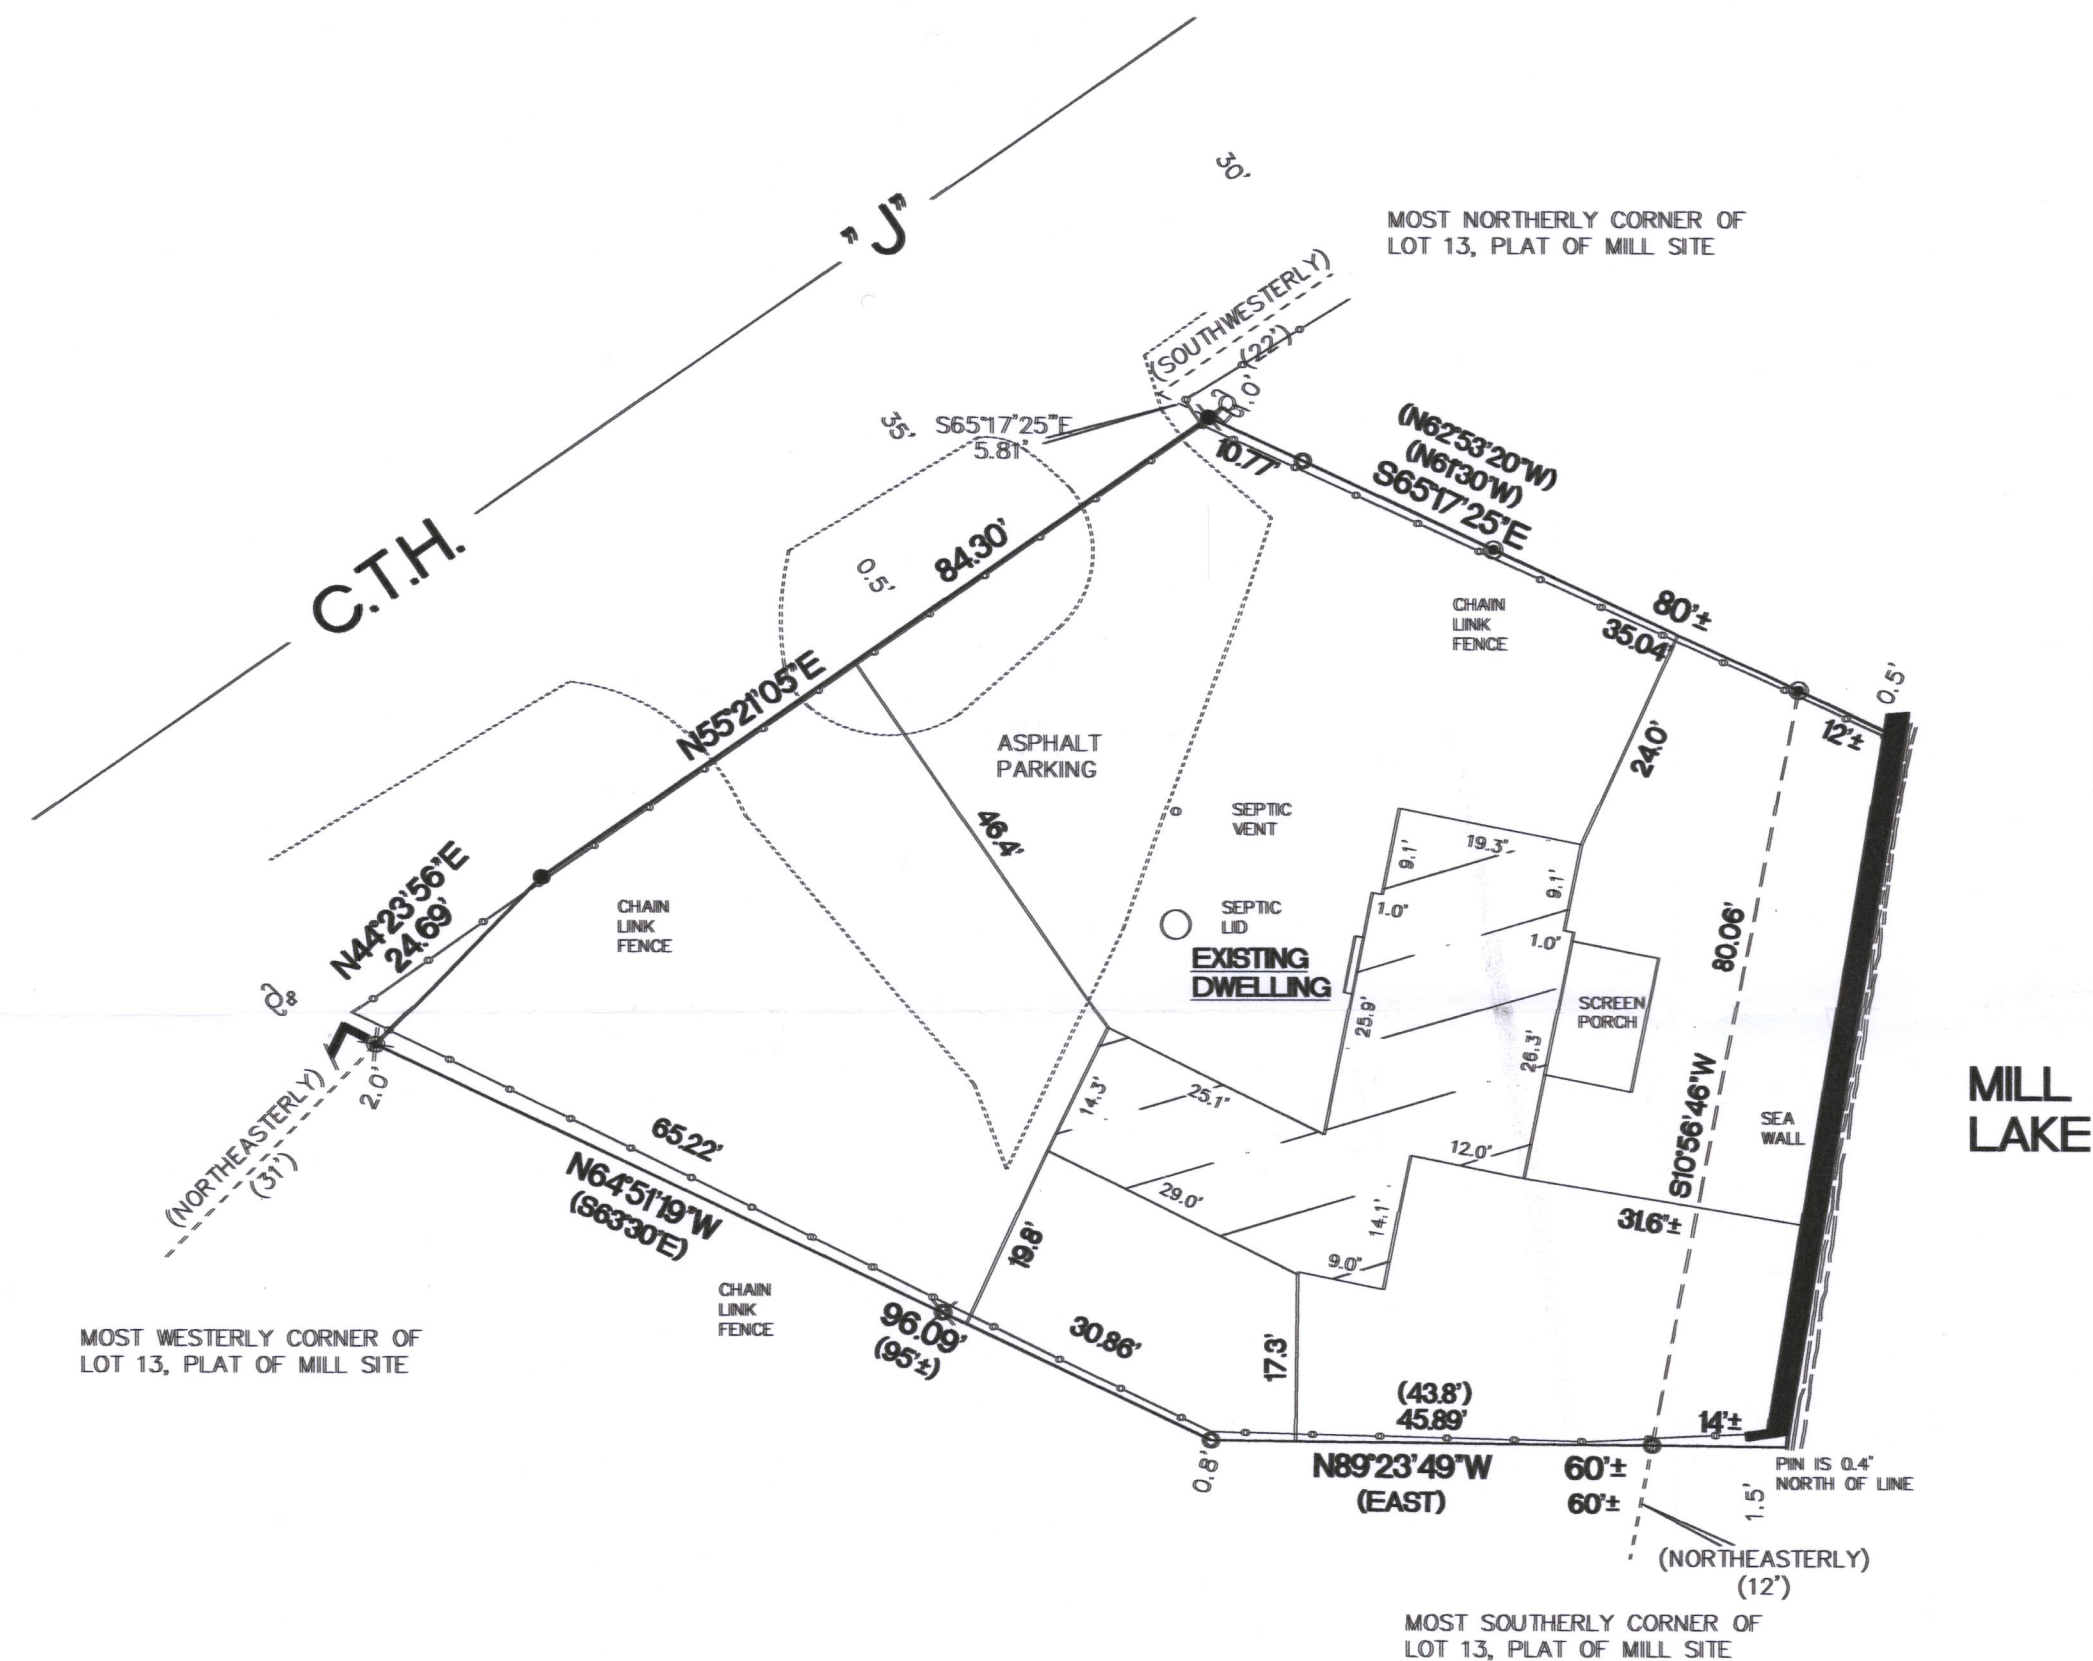 30'
MOST NORTHERLY CORNER OF
LOT 13, PLAT OF MILL SITE
C.T.H. "J"
(SOUTHWESTERLY)
(22')
35'
S65°17'25"E
5.81'
10.77'
(N62°53'20"W)
(N61°30'W)
S65°17'25"E
84.30'
0.5'
N55°21'05"E
CHAIN
LINK
FENCE
80'±
35.04'
0.5'
12'±
24.0'
ASPHALT
PARKING
46.4'
SEPTIC
VENT
19.3'
9.1'
9.1'
N44°23'56"E
24.69'
CHAIN
LINK
FENCE
SEPTIC
LID
1.0'
1.0'
EXISTING
DWELLING
80.06'
SCREEN
PORCH
25.9'
26.3'
2.0'
(NORTHEASTERLY)
(31')
65.22'
N64°51'19"W
(S63°30'E)
14.3'
25.1'
12.0'
S10°56'46"W
SEA
WALL
MILL
LAKE
29.0'
14.1'
31.6'±
19.8'
9.0'
CHAIN
LINK
FENCE
96.09'
(95'±)
30.86'
17.3'
MOST WESTERLY CORNER OF
LOT 13, PLAT OF MILL SITE
(43.8')
45.89'
14'±
0.8'
N89°23'49"W
(EAST)
60'±
60'±
PIN IS 0.4'
NORTH OF LINE
1.5'
(NORTHEASTERLY)
(12')
MOST SOUTHERLY CORNER OF
LOT 13, PLAT OF MILL SITE